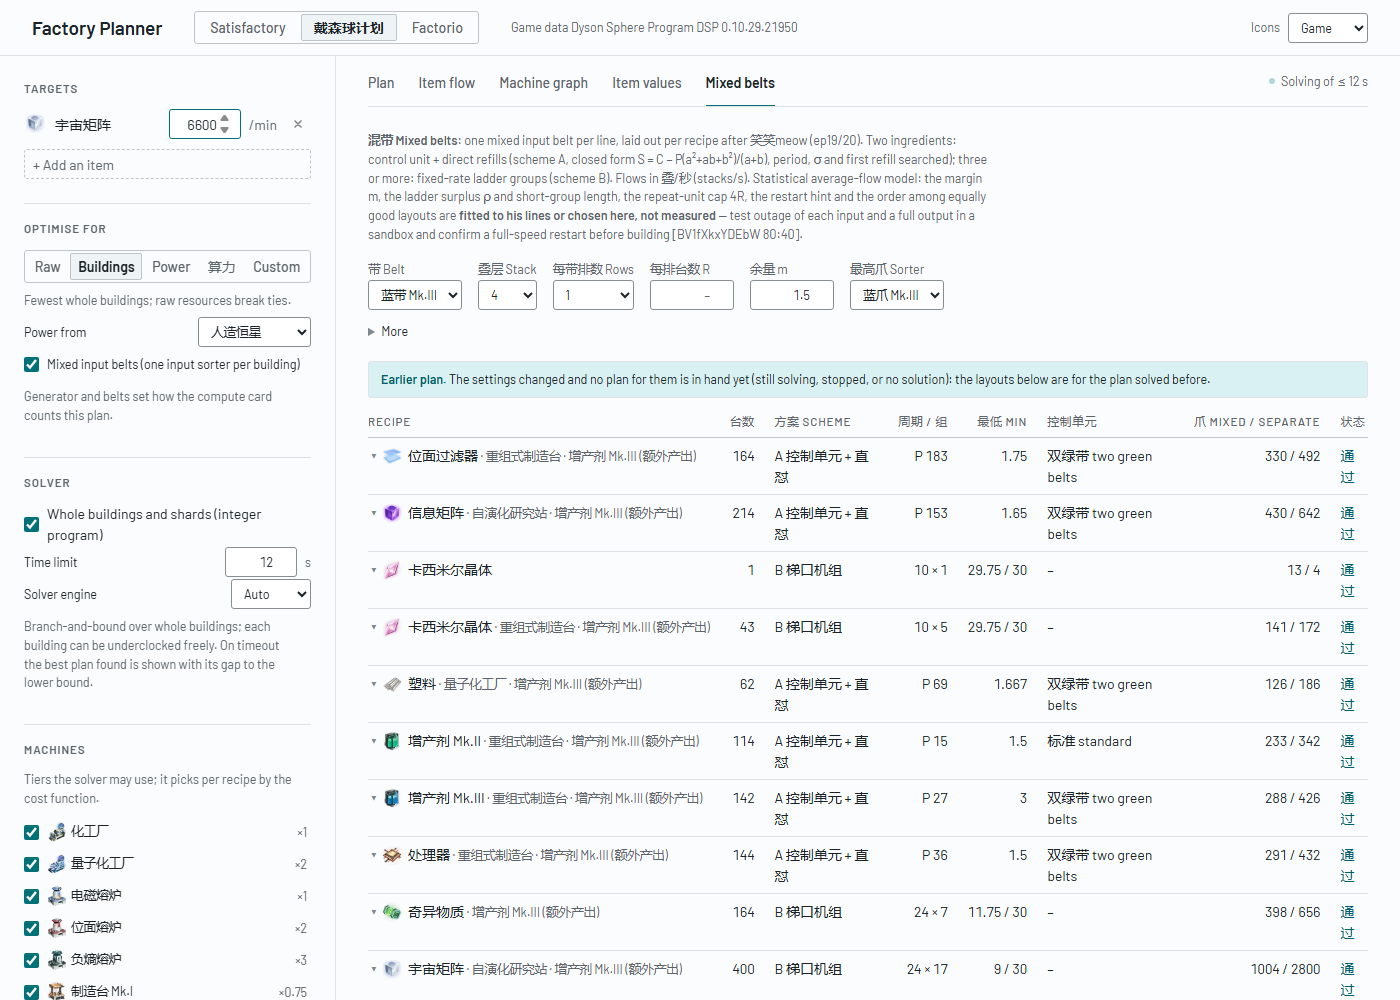 Factory Planner
Satisfactory 戴森球计划 Factorio
Game data Dyson Sphere Program DSP 0.10.29.21950
Icons Game
TARGETS
宇宙矩阵 6600 /min ×
+ Add an item
OPTIMISE FOR
Raw Buildings Power 算力 Custom
Fewest whole buildings; raw resources break ties.
Power from 人造恒星
Mixed input belts (one input sorter per building)
Generator and belts set how the compute card
counts this plan.
SOLVER
Whole buildings and shards (integer
program)
Time limit 12 s
Solver engine Auto
Branch-and-bound over whole buildings; each
building can be underclocked freely. On timeout
the best plan found is shown with its gap to the
lower bound.
MACHINES
Tiers the solver may use; it picks per recipe by the
cost function.
化工厂 ×1
量子化工厂 ×2
电磁熔炉 ×1
位面熔炉 ×2
负熵熔炉 ×3
制造台 Mk.I ×0.75
Plan Item flow Machine graph Item values Mixed belts
Solving of ≤ 12 s
混带 Mixed belts: one mixed input belt per line, laid out per recipe after 笑笑meow (ep19/20). Two ingredients:
control unit + direct refills (scheme A, closed form S = C − P(a²+ab+b²)/(a+b), period, σ and first refill searched); three
or more: fixed-rate ladder groups (scheme B). Flows in 叠/秒 (stacks/s). Statistical average-flow model: the margin
m, the ladder surplus ρ and short-group length, the repeat-unit cap 4R, the restart hint and the order among equally
good layouts are fitted to his lines or chosen here, not measured — test outage of each input and a full output in a
sandbox and confirm a full-speed restart before building [BV1fXkxYDEbW 80:40].
带 Belt 叠层 Stack 每带排数 Rows 每排台数 R 余量 m 最高爪 Sorter
蓝带 Mk.III 4 1 – 1.5 蓝爪 Mk.III
More
Earlier plan. The settings changed and no plan for them is in hand yet (still solving, stopped, or no solution): the layouts below are for the plan solved before.
RECIPE 台数 方案 SCHEME 周期 / 组 最低 MIN 控制单元 爪 MIXED / SEPARATE 状态
位面过滤器 · 重组式制造台 · 增产剂 Mk.III (额外产出) 164 A 控制单元 + 直 P 183 1.75 双绿带 two green 330 / 492 通
怼 belts 过
信息矩阵 · 自演化研究站 · 增产剂 Mk.III (额外产出) 214 A 控制单元 + 直 P 153 1.65 双绿带 two green 430 / 642 通
怼 belts 过
卡西米尔晶体 1 B 梯口机组 10 × 1 29.75 / 30 – 13 / 4 通
过
卡西米尔晶体 · 重组式制造台 · 增产剂 Mk.III (额外产出) 43 B 梯口机组 10 × 5 29.75 / 30 – 141 / 172 通
过
塑料 · 量子化工厂 · 增产剂 Mk.III (额外产出) 62 A 控制单元 + 直 P 69 1.667 双绿带 two green 126 / 186 通
怼 belts 过
增产剂 Mk.II · 重组式制造台 · 增产剂 Mk.III (额外产出) 114 A 控制单元 + 直 P 15 1.5 标准 standard 233 / 342 通
怼 过
增产剂 Mk.III · 重组式制造台 · 增产剂 Mk.III (额外产出) 142 A 控制单元 + 直 P 27 3 双绿带 two green 288 / 426 通
怼 belts 过
处理器 · 重组式制造台 · 增产剂 Mk.III (额外产出) 144 A 控制单元 + 直 P 36 1.5 双绿带 two green 291 / 432 通
怼 belts 过
奇异物质 · 增产剂 Mk.III (额外产出) 164 B 梯口机组 24 × 7 11.75 / 30 – 398 / 656 通
过
宇宙矩阵 · 自演化研究站 · 增产剂 Mk.III (额外产出) 400 B 梯口机组 24 × 17 9 / 30 – 1004 / 2800 通
过